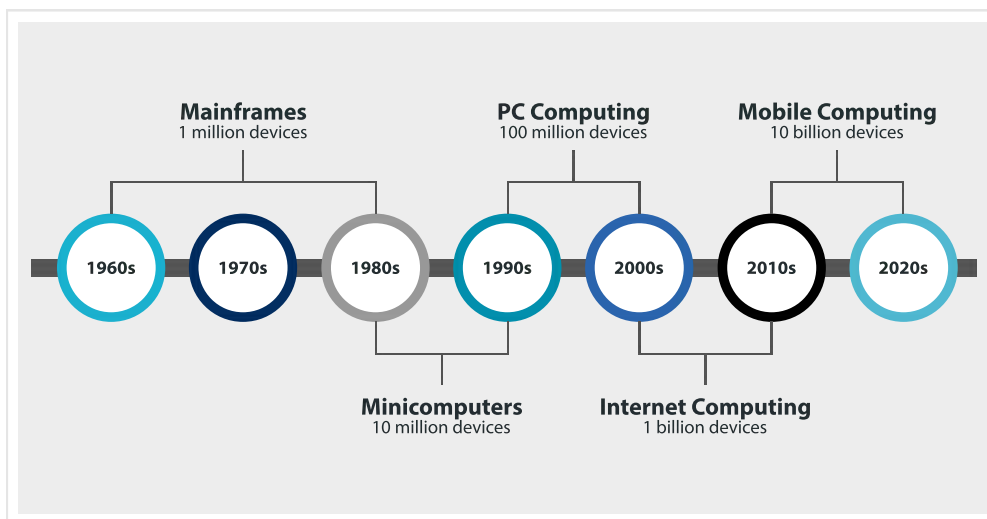 Mainframes
1 million devices
PC Computing
100 million devices
Mobile Computing
10 billion devices
1960s
1970s
1980s
1990s
2000s
2010s
2020s
Minicomputers
10 million devices
Internet Computing
1 billion devices